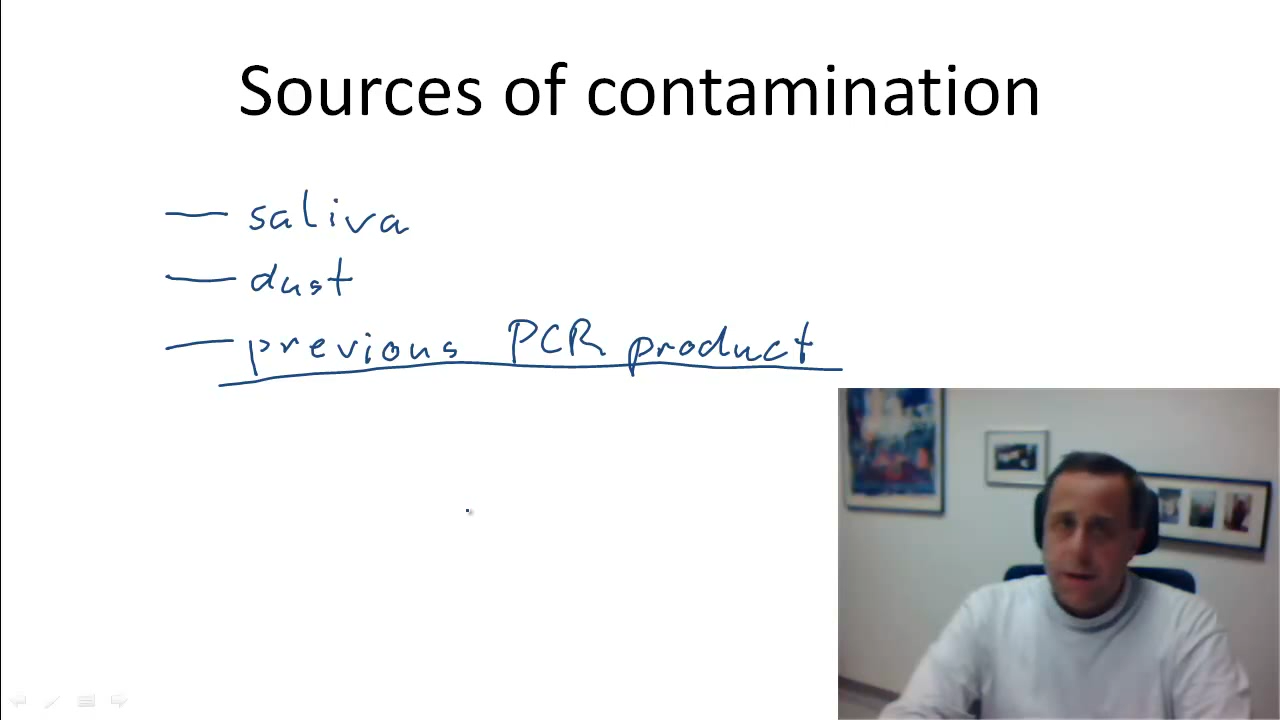 Sources of contamination
— saliva
— dust
— previous PCR product